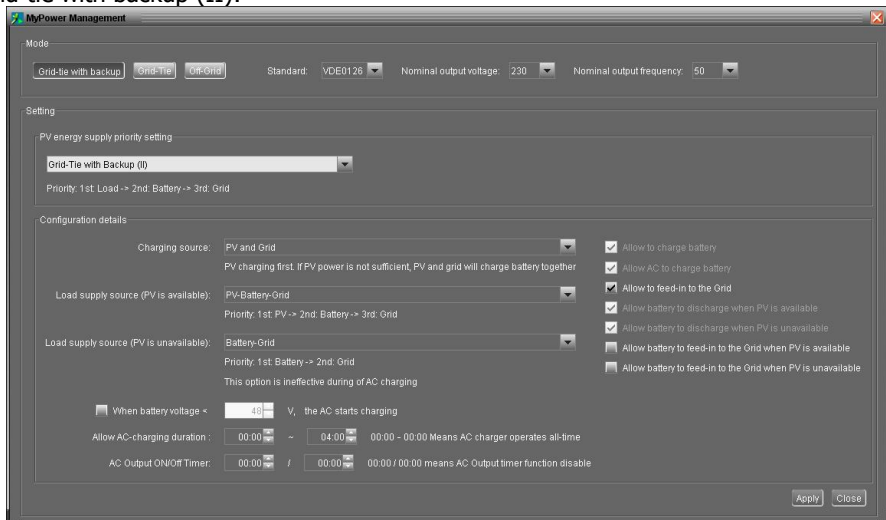 MyPower Management
Mode
Grid-tie with backup Grid-Tie Off-Grid Standard: VDE0126 Nominal output voltage: 230 Nominal output frequency: 50
Setting
PV energy supply priority setting
Grid-Tie with Backup (II)
Priority: 1st: Load -> 2nd: Battery -> 3rd: Grid
Configuration details
Charging source: PV and Grid Allow to charge battery
PV charging first. If PV power is not sufficient, PV and grid will charge battery together Allow AC to charge battery
Allow to feed-in to the Grid
Load supply source (PV is available): PV-Battery-Grid
Priority: 1st: PV -> 2nd: Battery -> 3rd: Grid Allow battery to discharge when PV is available
Allow battery to discharge when PV is unavailable
Load supply source (PV is unavailable): Battery-Grid
Allow battery to feed-in to the Grid when PV is available
Priority: 1st: Battery -> 2nd: Grid
Allow battery to feed-in to the Grid when PV is unavailable
This option is ineffective during of AC charging
When battery voltage < 48 V, the AC starts charging
Allow AC-charging duration : 00:00 ~ 04:00 00:00 - 00:00 Means AC charger operates all-time
AC Output ON/Off Timer: 00:00 / 00:00 00:00 / 00:00 means AC Output timer function disable
Apply Close